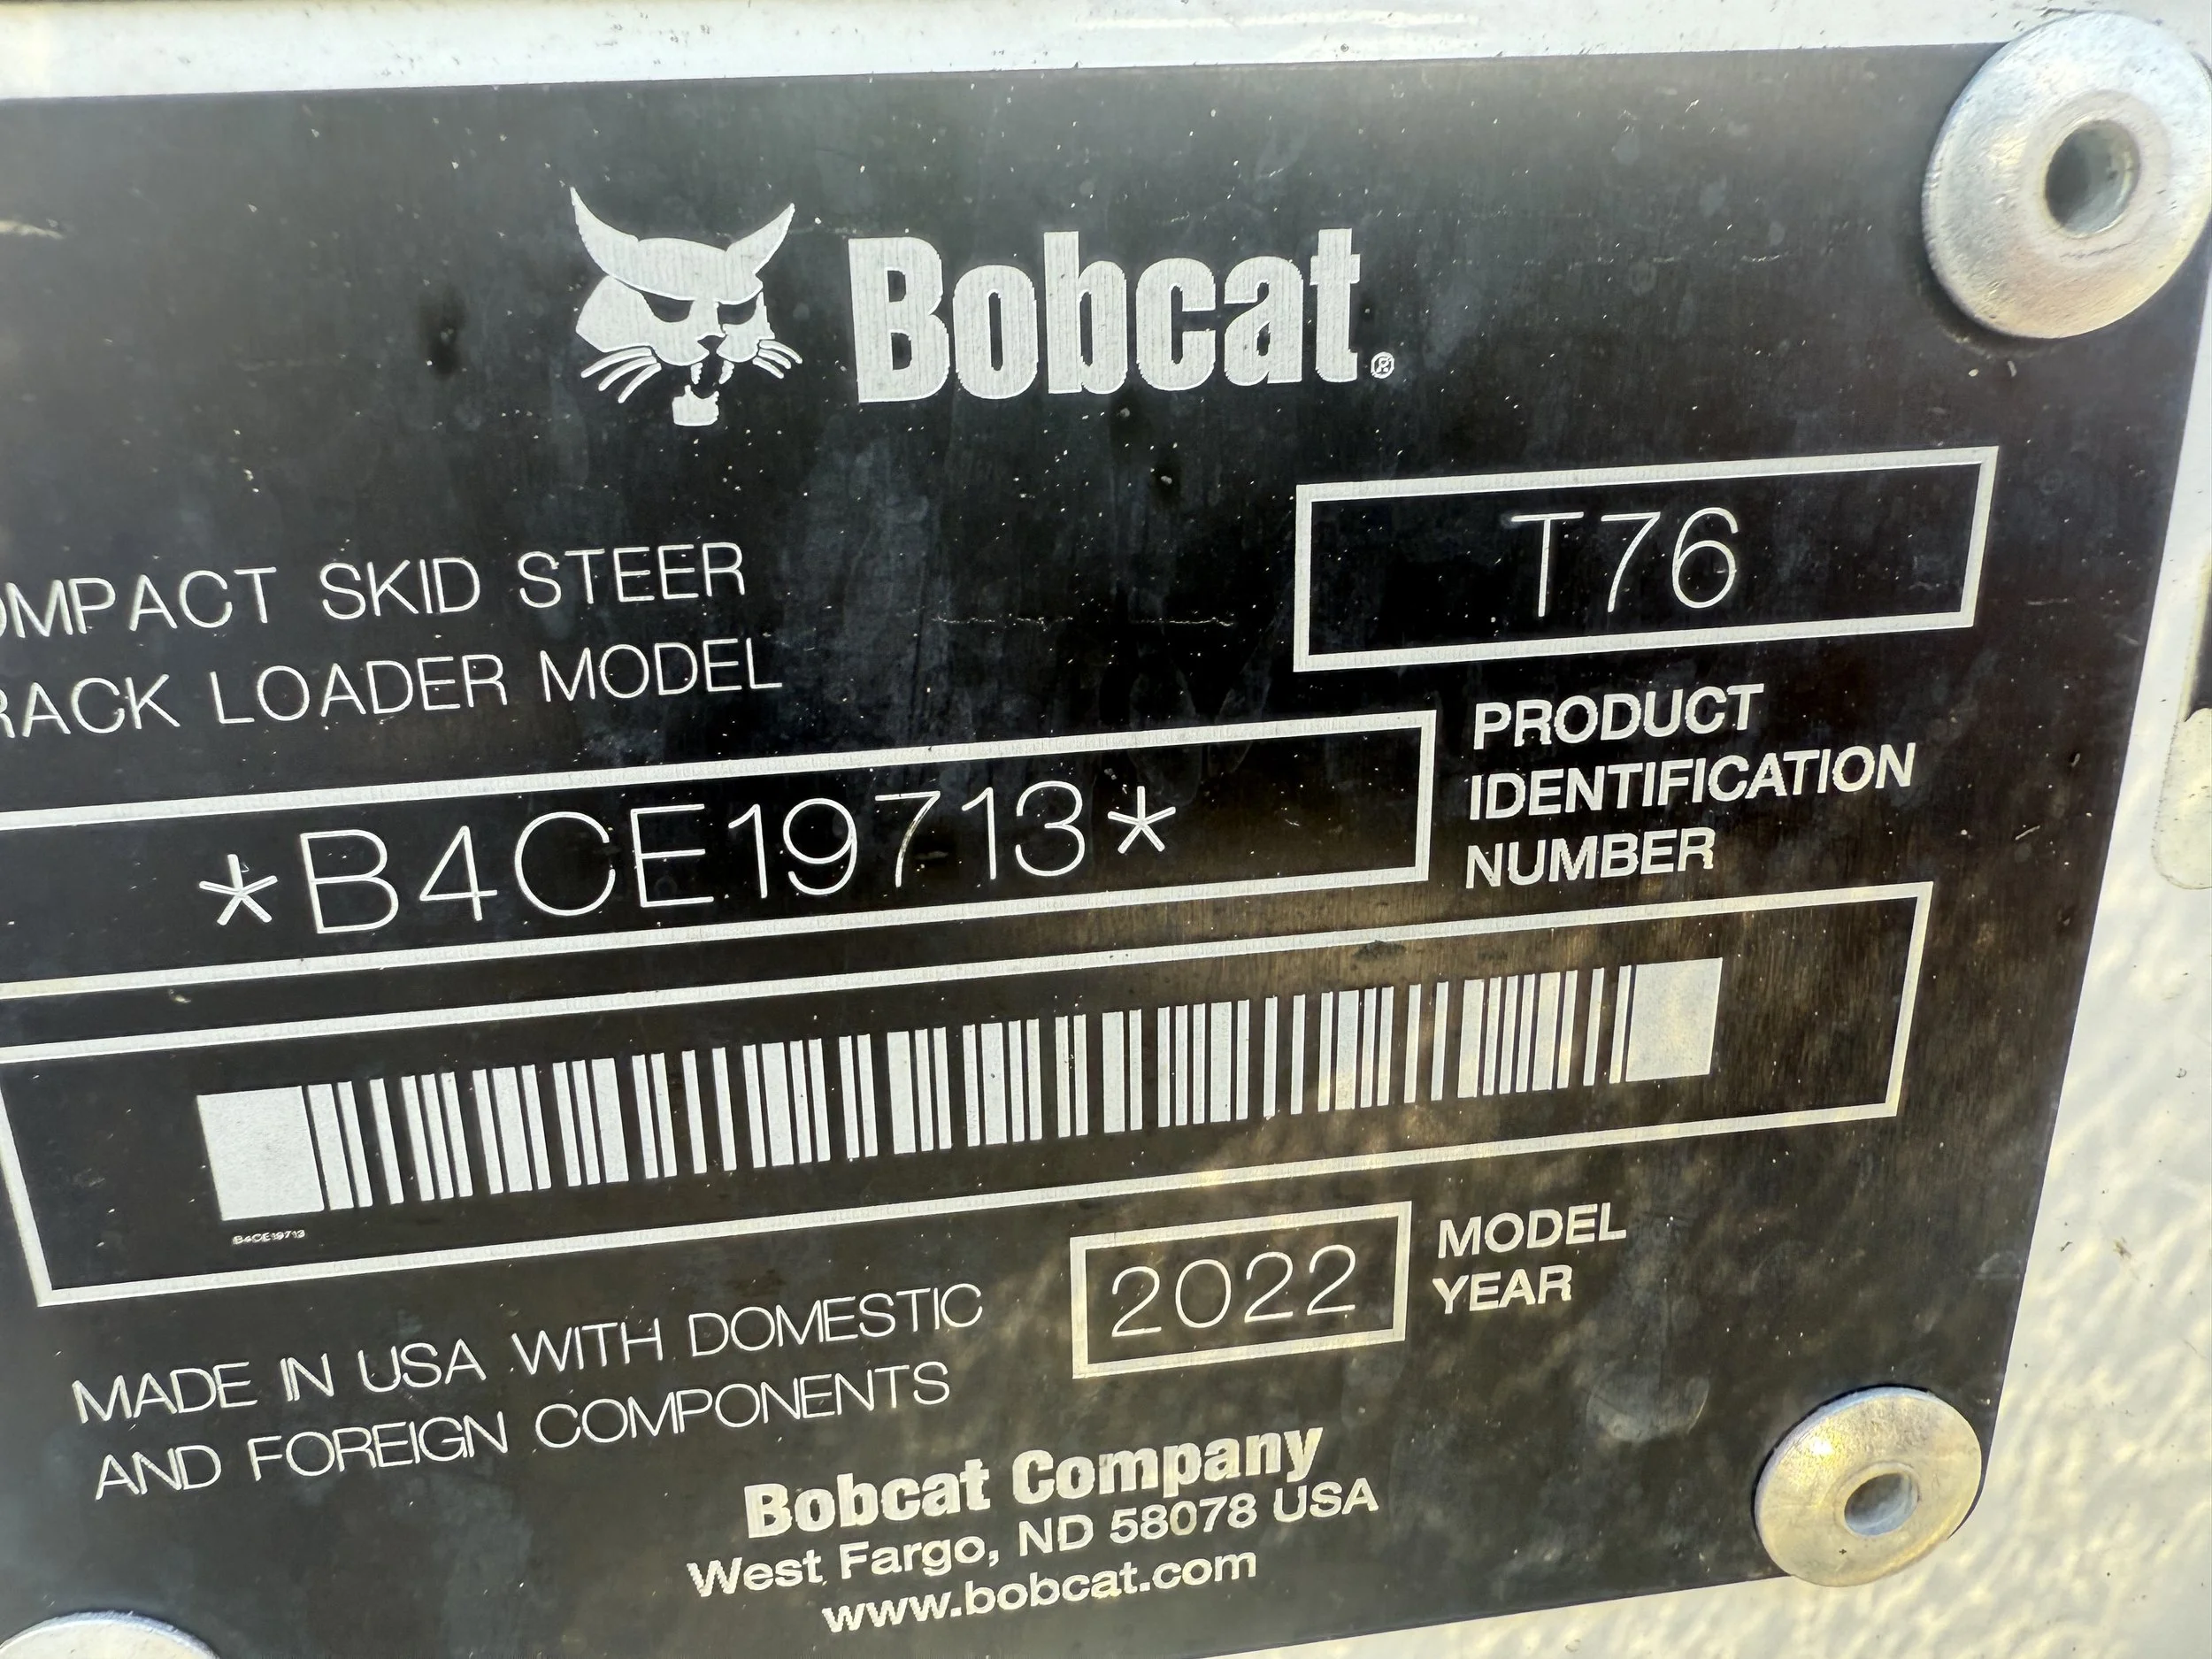 Bobcat®
OMPACT SKID STEER
RACK LOADER MODEL
T76
*B4CE19713*
PRODUCT
IDENTIFICATION
NUMBER
B4CE19713
MADE IN USA WITH DOMESTIC
AND FOREIGN COMPONENTS
2022
MODEL
YEAR
Bobcat Company
West Fargo, ND 58078 USA
www.bobcat.com